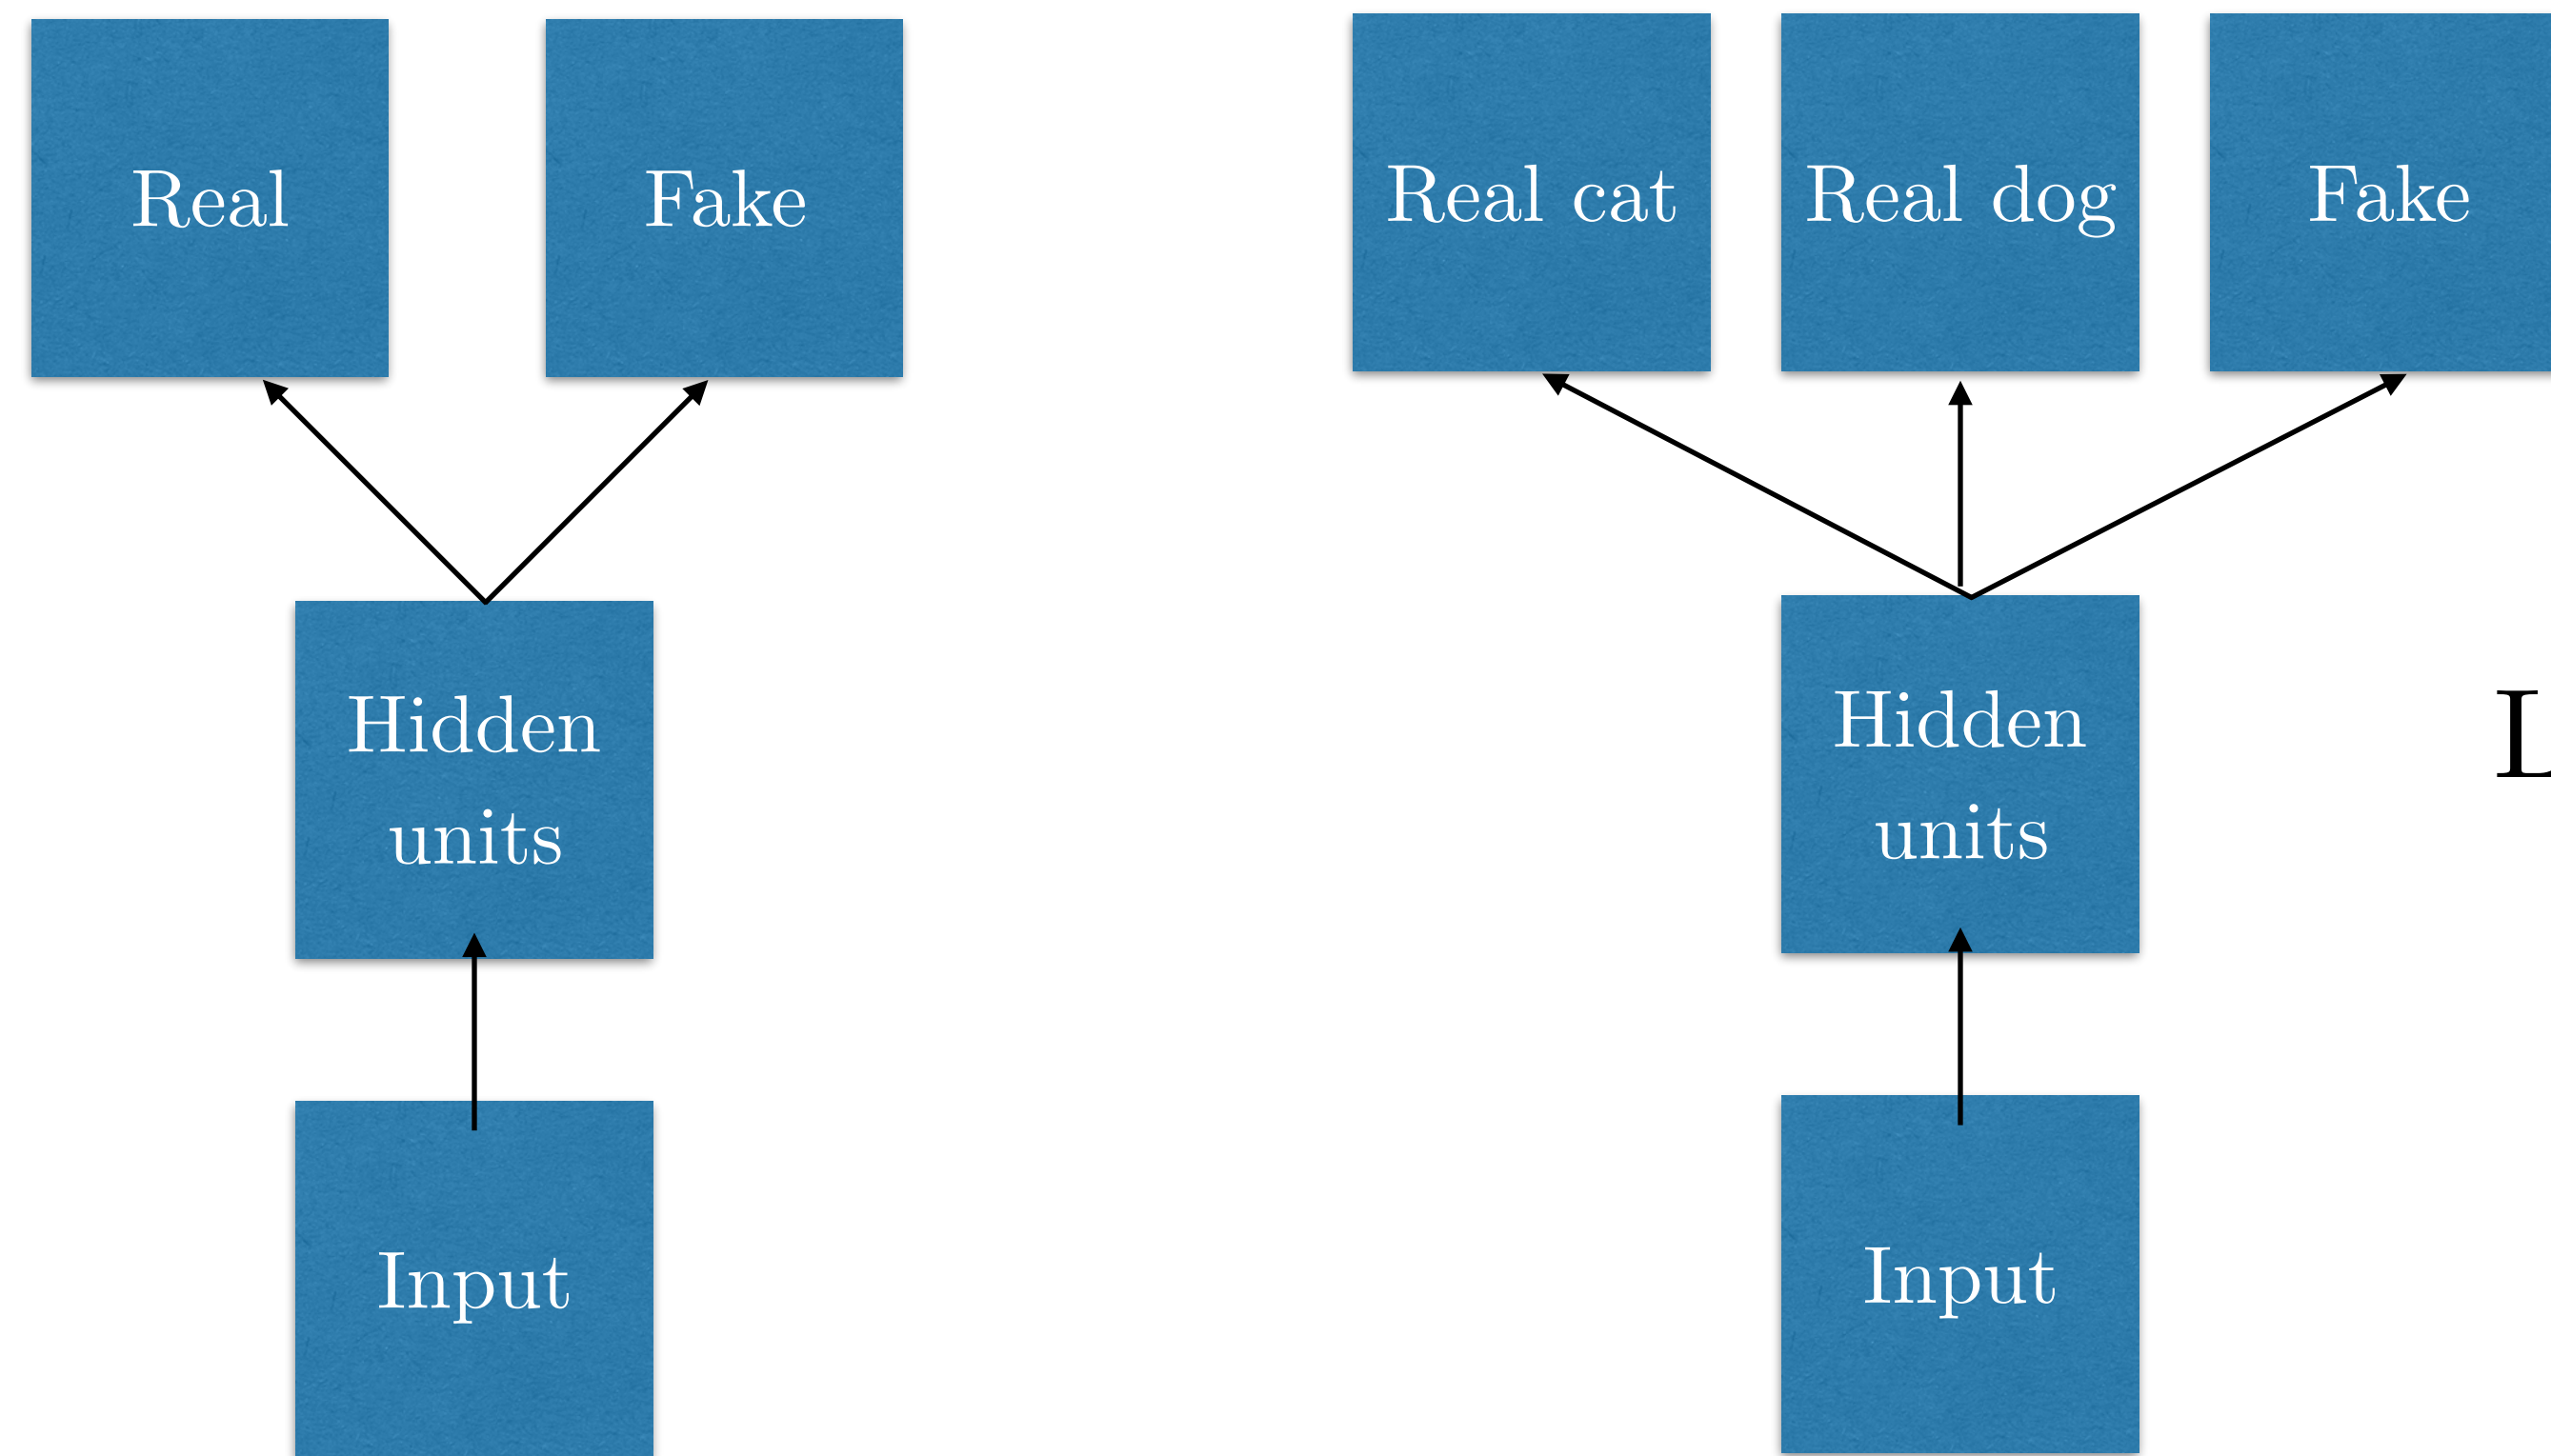 Real
Fake
Hidden
units
Input
Real cat
Real dog
Fake
Hidden
units
Input